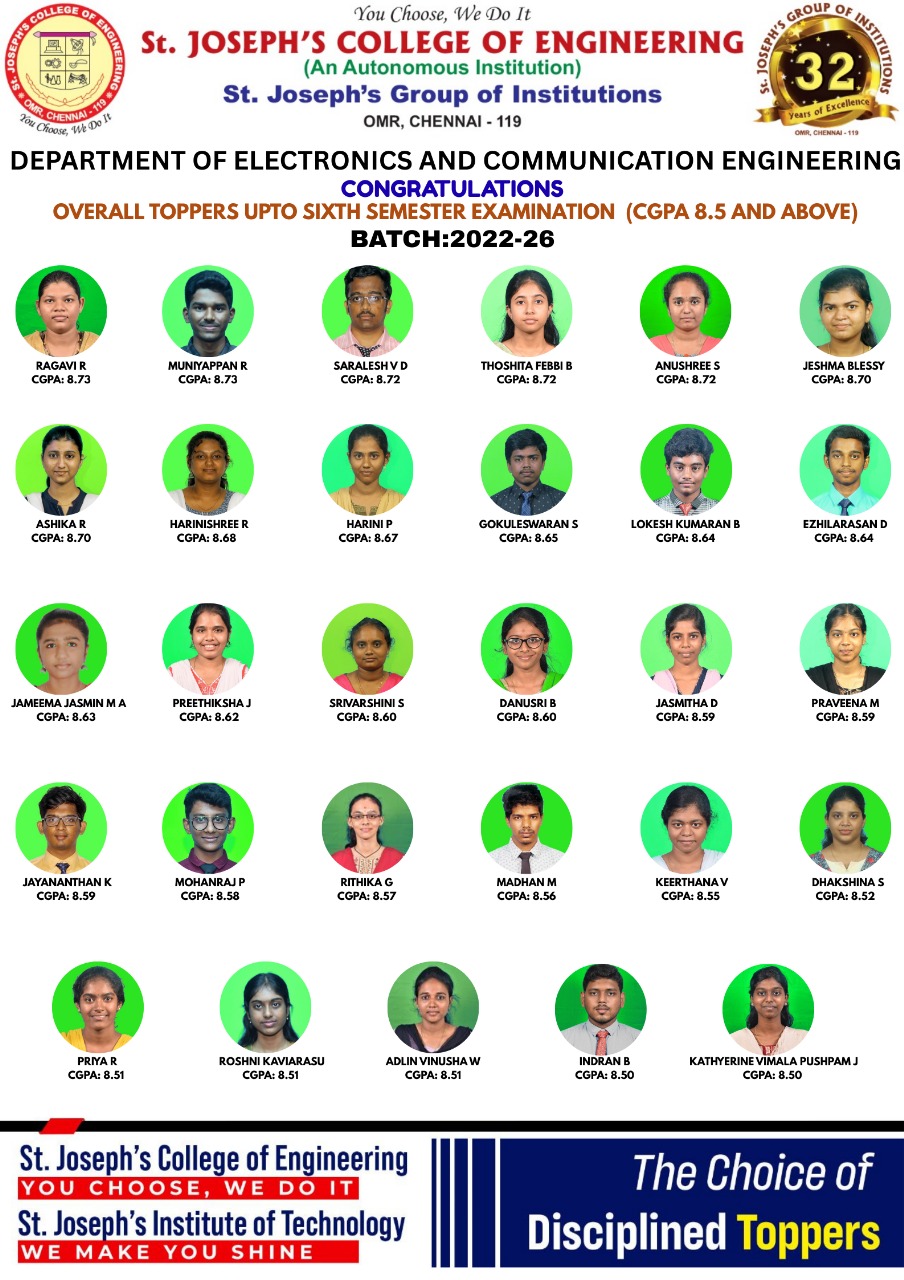 You Choose, We Do It
St. JOSEPH'S COLLEGE OF ENGINEERING
(An Autonomous Institution)
St. Joseph's Group of Institutions
OMR, CHENNAI - 119
St. JOSEPH'S COLLEGE OF ENGINEERING
OMR, CHENNAI - 119
You Choose, We Do It
St. JOSEPH'S GROUP OF INSTITUTIONS
32
Years of Excellence
OMR, CHENNAI - 119
DEPARTMENT OF ELECTRONICS AND COMMUNICATION ENGINEERING
CONGRATULATIONS
OVERALL TOPPERS UPTO SIXTH SEMESTER EXAMINATION (CGPA 8.5 AND ABOVE)
BATCH:2022-26
RAGAVI R
CGPA: 8.73
MUNIYAPPAN R
CGPA: 8.73
SARALESH V D
CGPA: 8.72
THOSHITA FEBBI B
CGPA: 8.72
ANUSHREE S
CGPA: 8.72
JESHMA BLESSY
CGPA: 8.70
ASHIKA R
CGPA: 8.70
HARINISHREE R
CGPA: 8.68
HARINI P
CGPA: 8.67
GOKULESWARAN S
CGPA: 8.65
LOKESH KUMARAN B
CGPA: 8.64
EZHILARASAN D
CGPA: 8.64
JAMEEMA JASMIN M A
CGPA: 8.63
PREETHIKSHA J
CGPA: 8.62
SRIVARSHINI S
CGPA: 8.60
DANUSRI B
CGPA: 8.60
JASMITHA D
CGPA: 8.59
PRAVEENA M
CGPA: 8.59
JAYANANTHAN K
CGPA: 8.59
MOHANRAJ P
CGPA: 8.58
RITHIKA G
CGPA: 8.57
MADHAN M
CGPA: 8.56
KEERTHANA V
CGPA: 8.55
DHAKSHINA S
CGPA: 8.52
PRIYA R
CGPA: 8.51
ROSHNI KAVIARASU
CGPA: 8.51
ADLIN VINUSHA W
CGPA: 8.51
INDRAN B
CGPA: 8.50
KATHYERINE VIMALA PUSHPAM J
CGPA: 8.50
St. Joseph's College of Engineering
YOU CHOOSE, WE DO IT
St. Joseph's Institute of Technology
WE MAKE YOU SHINE
The Choice of
Disciplined Toppers